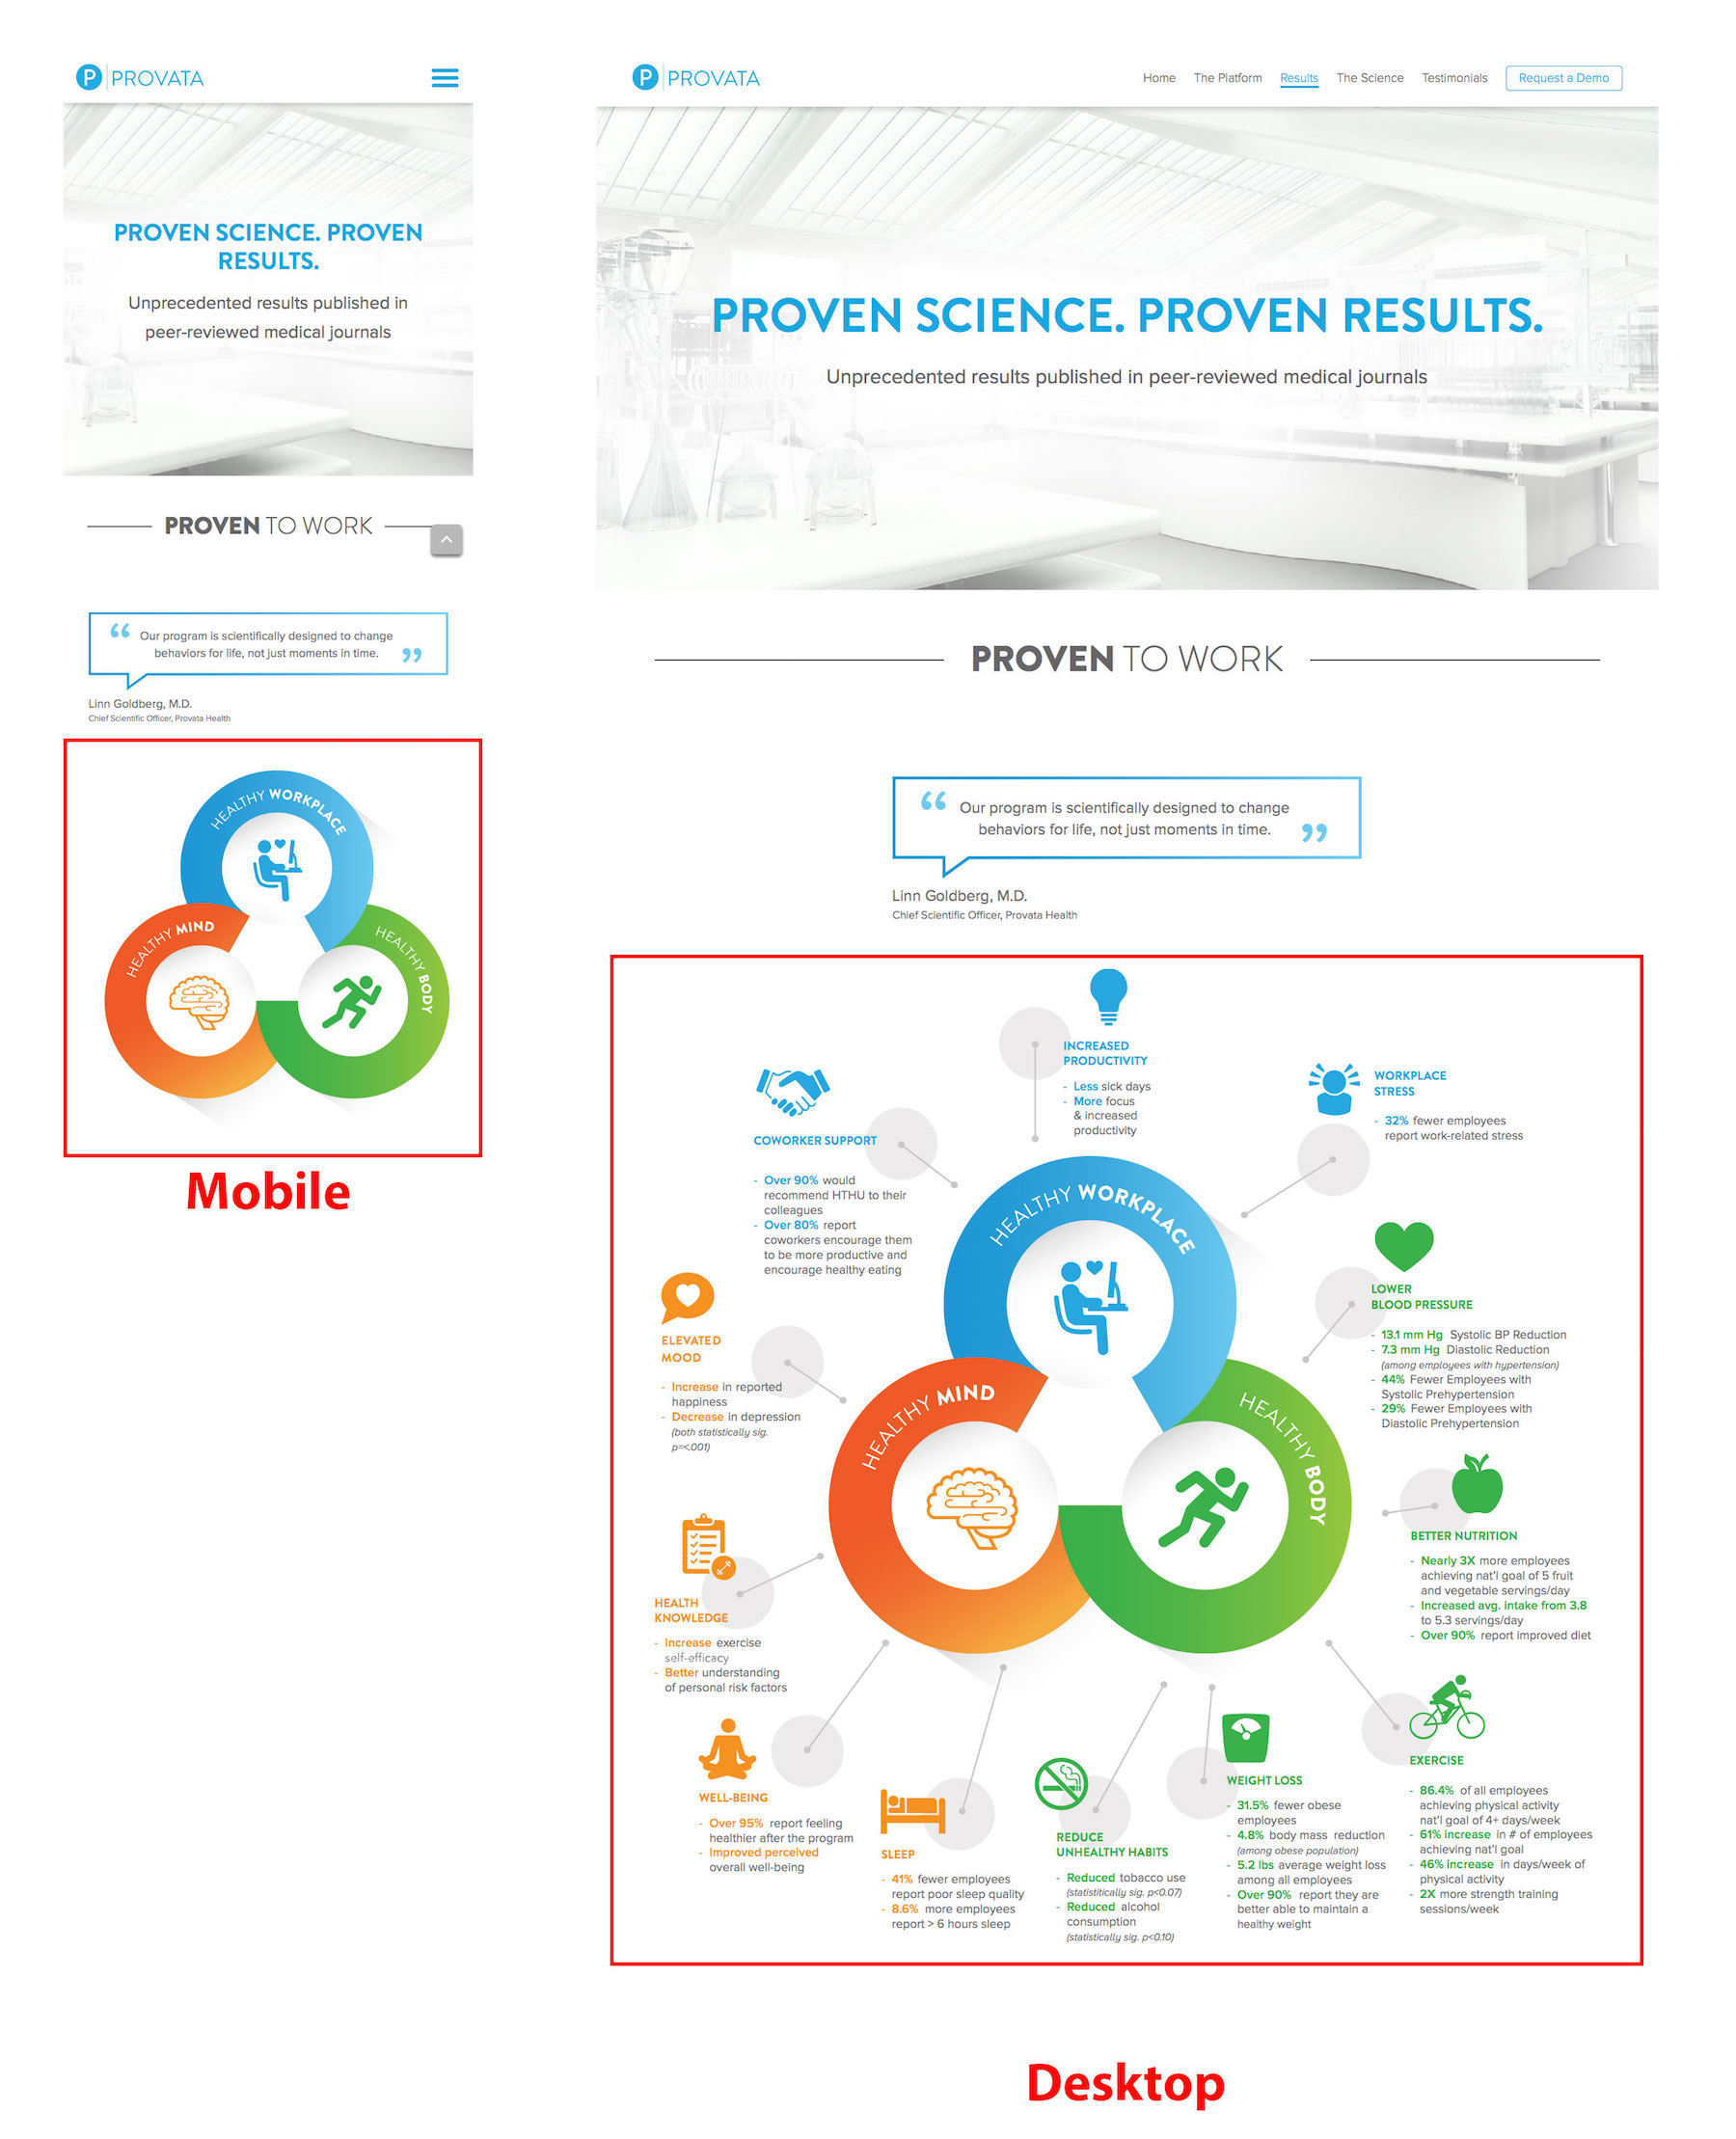 P PROVATA
PROVEN SCIENCE. PROVEN
RESULTS.
Unprecedented results published in
peer-reviewed medical journals
PROVEN TO WORK
“ Our program is scientifically designed to change
behaviors for life, not just moments in time. ”
Linn Goldberg, M.D.
Chief Scientific Officer, Provata Health
HEALTHY WORKPLACE
HEALTHY MIND
HEALTHY BODY
Mobile
P PROVATA
Home The Platform Results The Science Testimonials Request a Demo
PROVEN SCIENCE. PROVEN RESULTS.
Unprecedented results published in peer-reviewed medical journals
PROVEN TO WORK
“ Our program is scientifically designed to change
behaviors for life, not just moments in time. ”
Linn Goldberg, M.D.
Chief Scientific Officer, Provata Health
INCREASED
PRODUCTIVITY
- Less sick days
- More focus
& increased
productivity
WORKPLACE
STRESS
- 32% fewer employees
report work-related stress
COWORKER SUPPORT
- Over 90% would
recommend HTHU to their
colleagues
- Over 80% report
coworkers encourage them
to be more productive and
encourage healthy eating
HEALTHY WORKPLACE
LOWER
BLOOD PRESSURE
- 13.1 mm Hg Systolic BP Reduction
- 7.3 mm Hg Diastolic Reduction
(among employees with hypertension)
- 44% Fewer Employees with
Systolic Prehypertension
- 29% Fewer Employees with
Diastolic Prehypertension
ELEVATED
MOOD
- Increase in reported
happiness
- Decrease in depression
(both statistically sig.
p=<.001)
HEALTHY MIND
HEALTHY BODY
BETTER NUTRITION
- Nearly 3X more employees
achieving nat'l goal of 5 fruit
and vegetable servings/day
- Increased avg. intake from 3.8
to 5.3 servings/day
- Over 90% report improved diet
HEALTH
KNOWLEDGE
- Increase exercise
self-efficacy
- Better understanding
of personal risk factors
WELL-BEING
- Over 95% report feeling
healthier after the program
- Improved perceived
overall well-being
SLEEP
- 41% fewer employees
report poor sleep quality
- 8.6% more employees
report > 6 hours sleep
REDUCE
UNHEALTHY HABITS
- Reduced tobacco use
(statistitically sig. p<0.07)
- Reduced alcohol
consumption
(statistically sig. p<0.10)
WEIGHT LOSS
- 31.5% fewer obese
employees
- 4.8% body mass reduction
(among obese population)
- 5.2 lbs average weight loss
among all employees
- Over 90% report they are
better able to maintain a
healthy weight
EXERCISE
- 86.4% of all employees
achieving physical activity
nat'l goal of 4+ days/week
- 61% increase in # of employees
achieving nat'l goal
- 46% increase in days/week of
physical activity
- 2X more strength training
sessions/week
Desktop